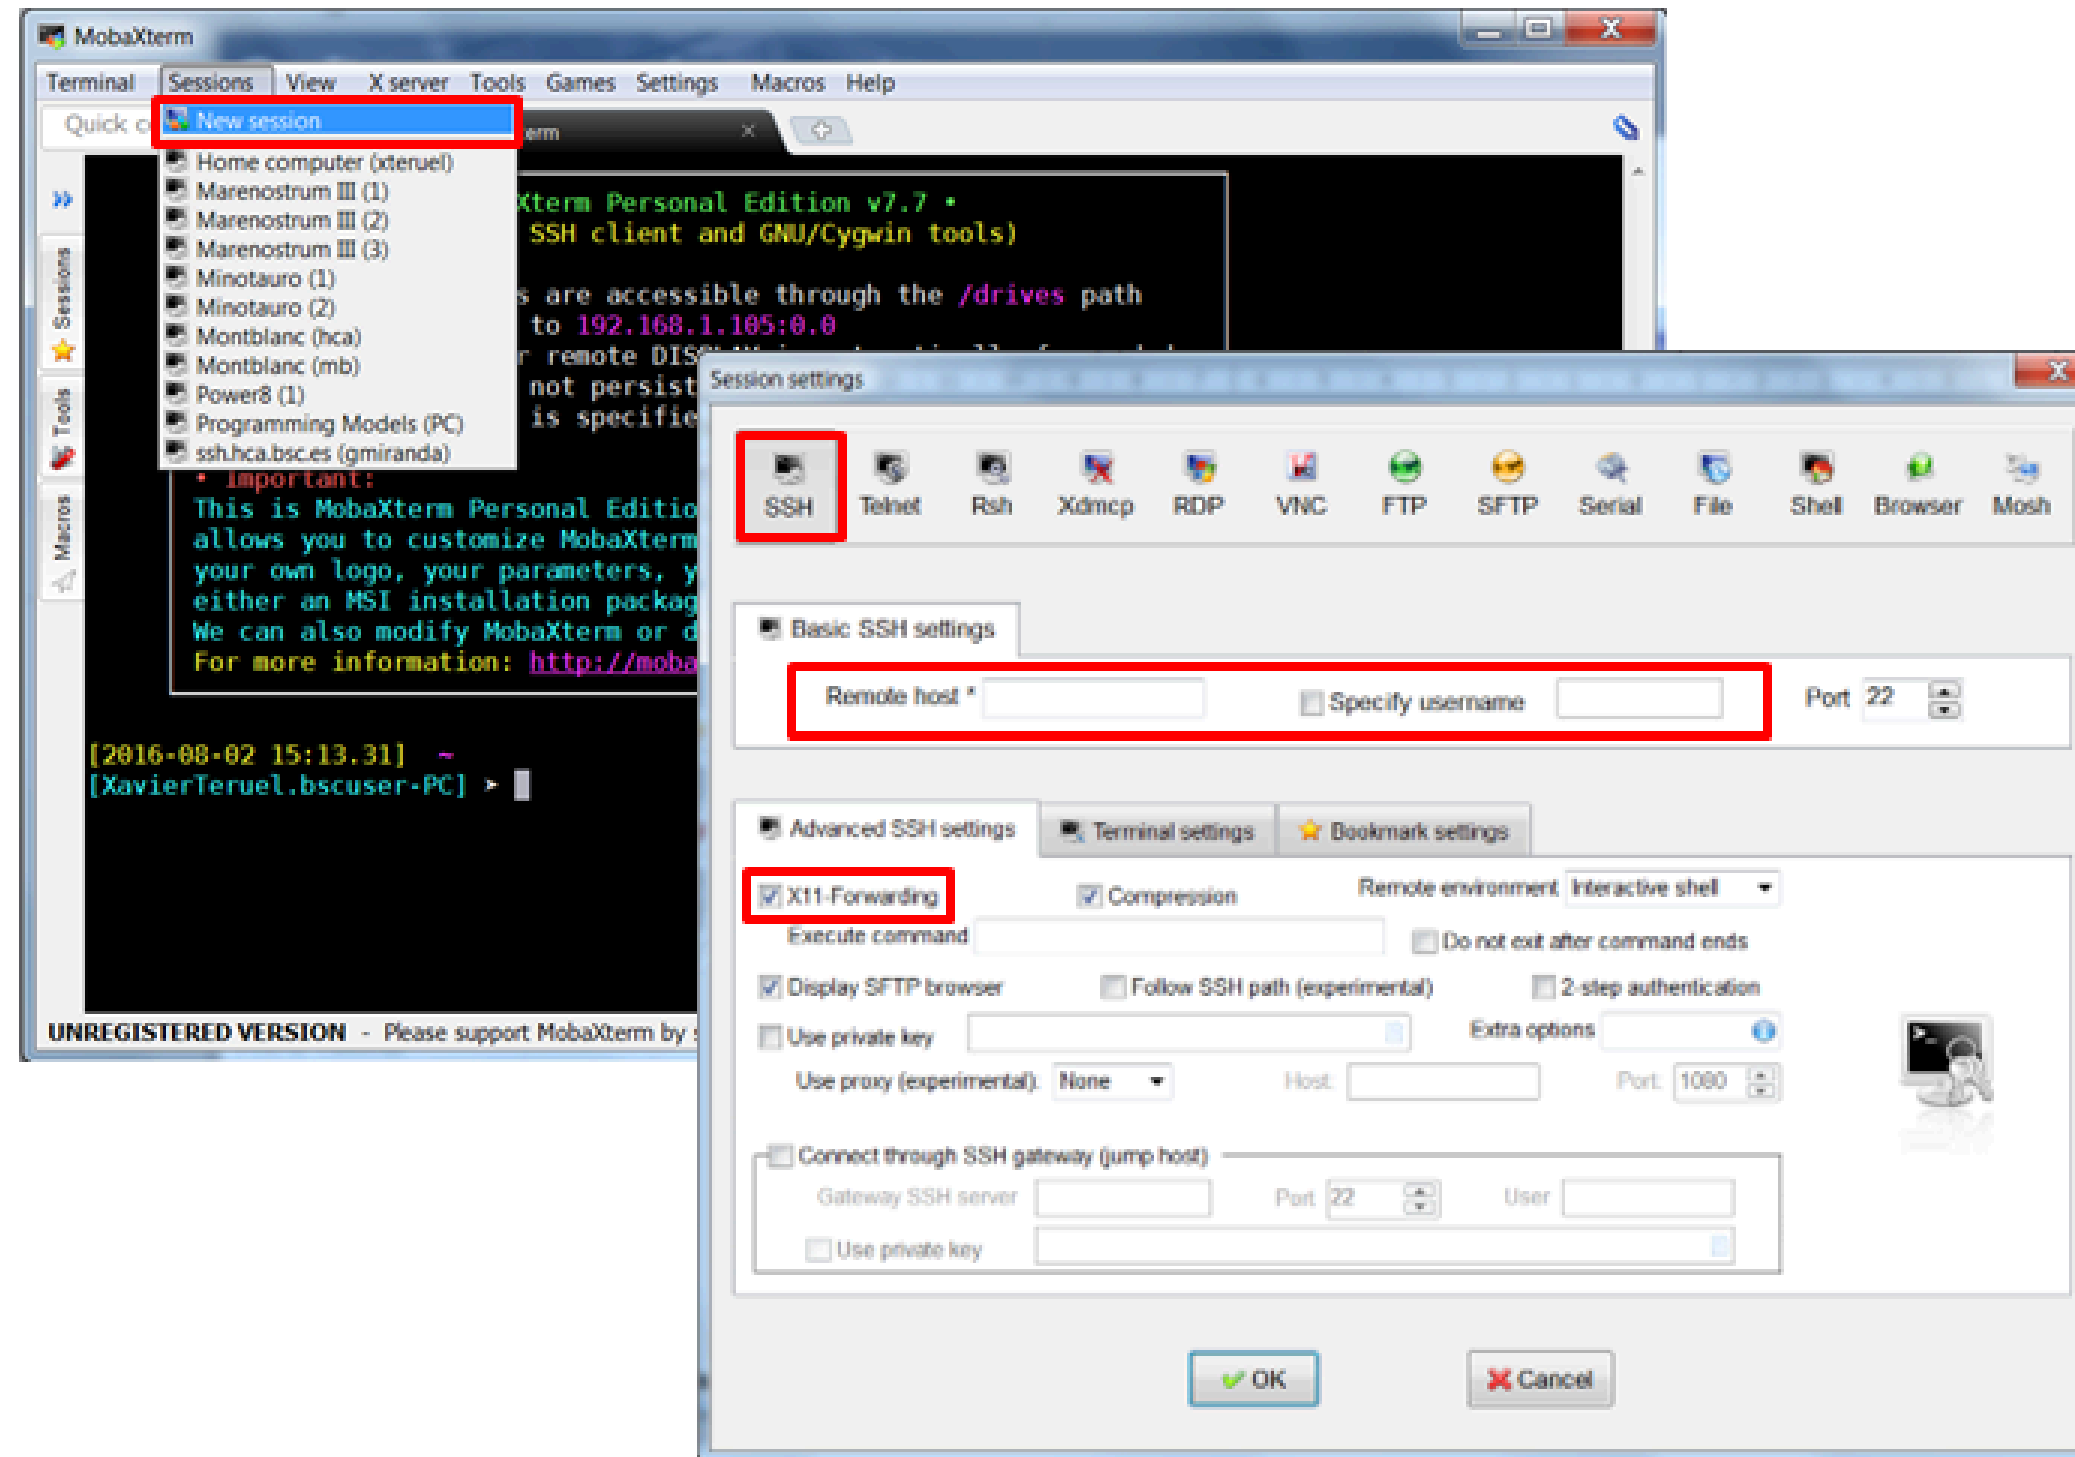 MobaXterm
Terminal Sessions View X server Tools Games Settings Macros Help
Quick c
New session
erm
Home computer (xteruel)
Marenostrum III (1)
Marenostrum III (2)
Marenostrum III (3)
Minotauro (1)
Minotauro (2)
Montblanc (hca)
Montblanc (mb)
Power8 (1)
Programming Models (PC)
ssh.hca.bsc.es (gmiranda)
Sessions
Tools
Macros
Xterm Personal Edition v7.7 •
SSH client and GNU/Cygwin tools)
s are accessible through the /drives path
to 192.168.1.105:0.0
r remote
not persist
is specifie
• Important:
This is MobaXterm Personal Editio
allows you to customize MobaXterm
your own logo, your parameters, y
either an MSI installation packag
We can also modify MobaXterm or d
For more information: http://moba
[2016-08-02 15:13.31] ~
[XavierTeruel.bscuser-PC] ➤
UNREGISTERED VERSION - Please support MobaXterm by s
Session settings
SSH Telnet Rsh Xdmcp RDP VNC FTP SFTP Serial File Shell Browser Mosh
Basic SSH settings
Remote host * Specify username Port 22
Advanced SSH settings Terminal settings Bookmark settings
X11-Forwarding Compression Remote environment Interactive shell
Execute command Do not exit after command ends
Display SFTP browser Follow SSH path (experimental) 2-step authentication
Use private key Extra options
Use proxy (experimental): None Host: Port: 1080
Connect through SSH gateway (jump host)
Gateway SSH server Port 22 User
Use private key
OK Cancel